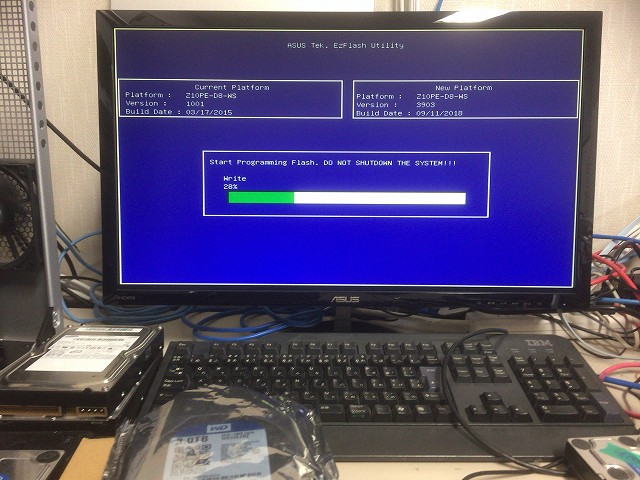 ASUS Tek. EzFlash Utility
Current Platform
Platform : Z10PE-D8-WS
Version : 1001
Build Date : 03/17/2015
New Platform
Platform : Z10PE-D8-WS
Version : 3903
Build Date : 09/11/2018
Start Programming Flash. DO NOT SHUTDOWN THE SYSTEM!!!
Write
28%
HDMI
ASUS
IBM
WD